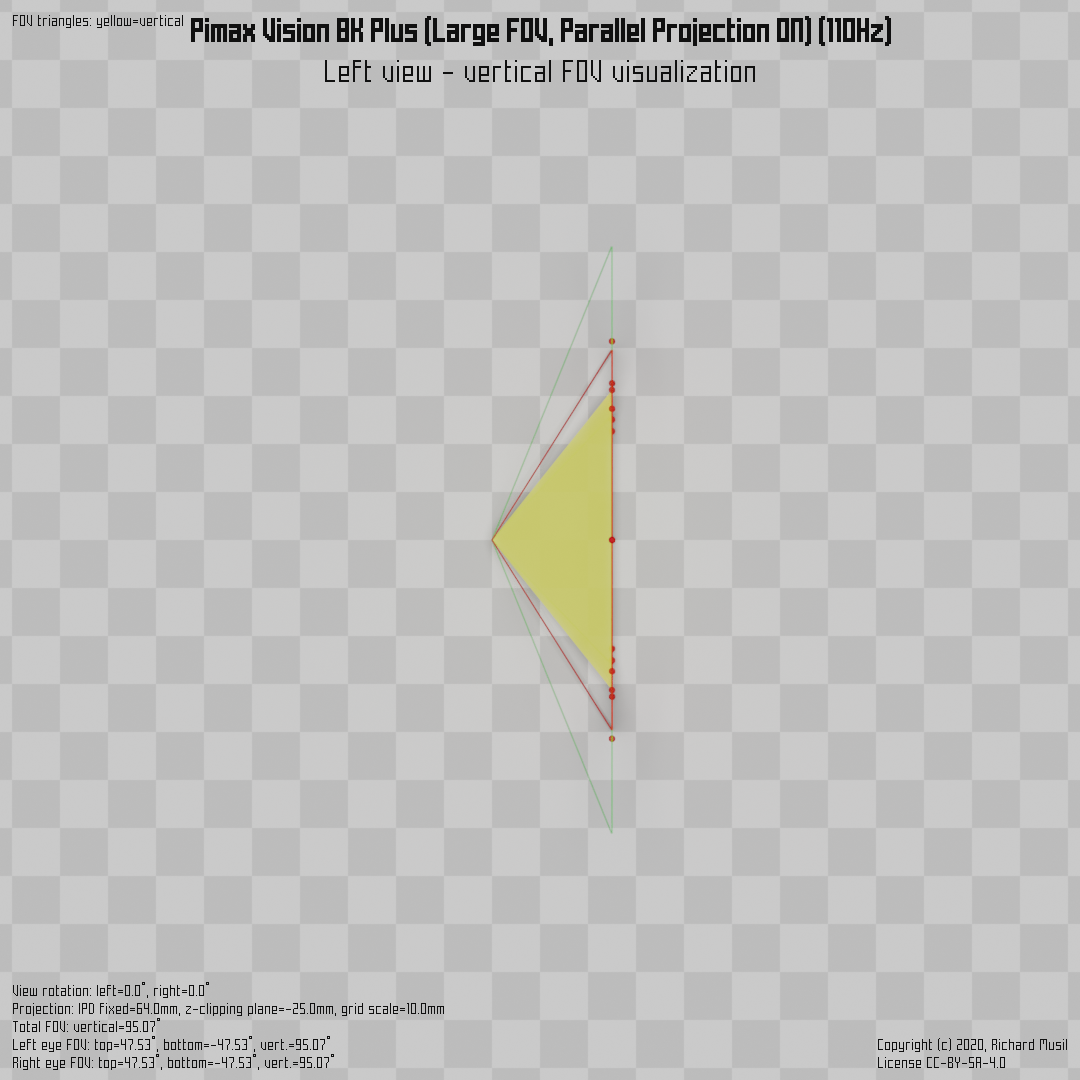 FOV triangles: yellow=vertical
Pimax Vision 8K Plus (Large FOV, Parallel Projection ON) (110Hz)
Left view - vertical FOV visualization
View rotation: left=0.0°, right=0.0°
Projection: IPD fixed=64.0mm, z-clipping plane=-25.0mm, grid scale=10.0mm
Total FOV: vertical=95.07°
Left eye FOV: top=47.53°, bottom=-47.53°, vert.=95.07°
Right eye FOV: top=47.53°, bottom=-47.53°, vert.=95.07°
Copyright (c) 2020, Richard Musil
License CC-BY-SA-4.0